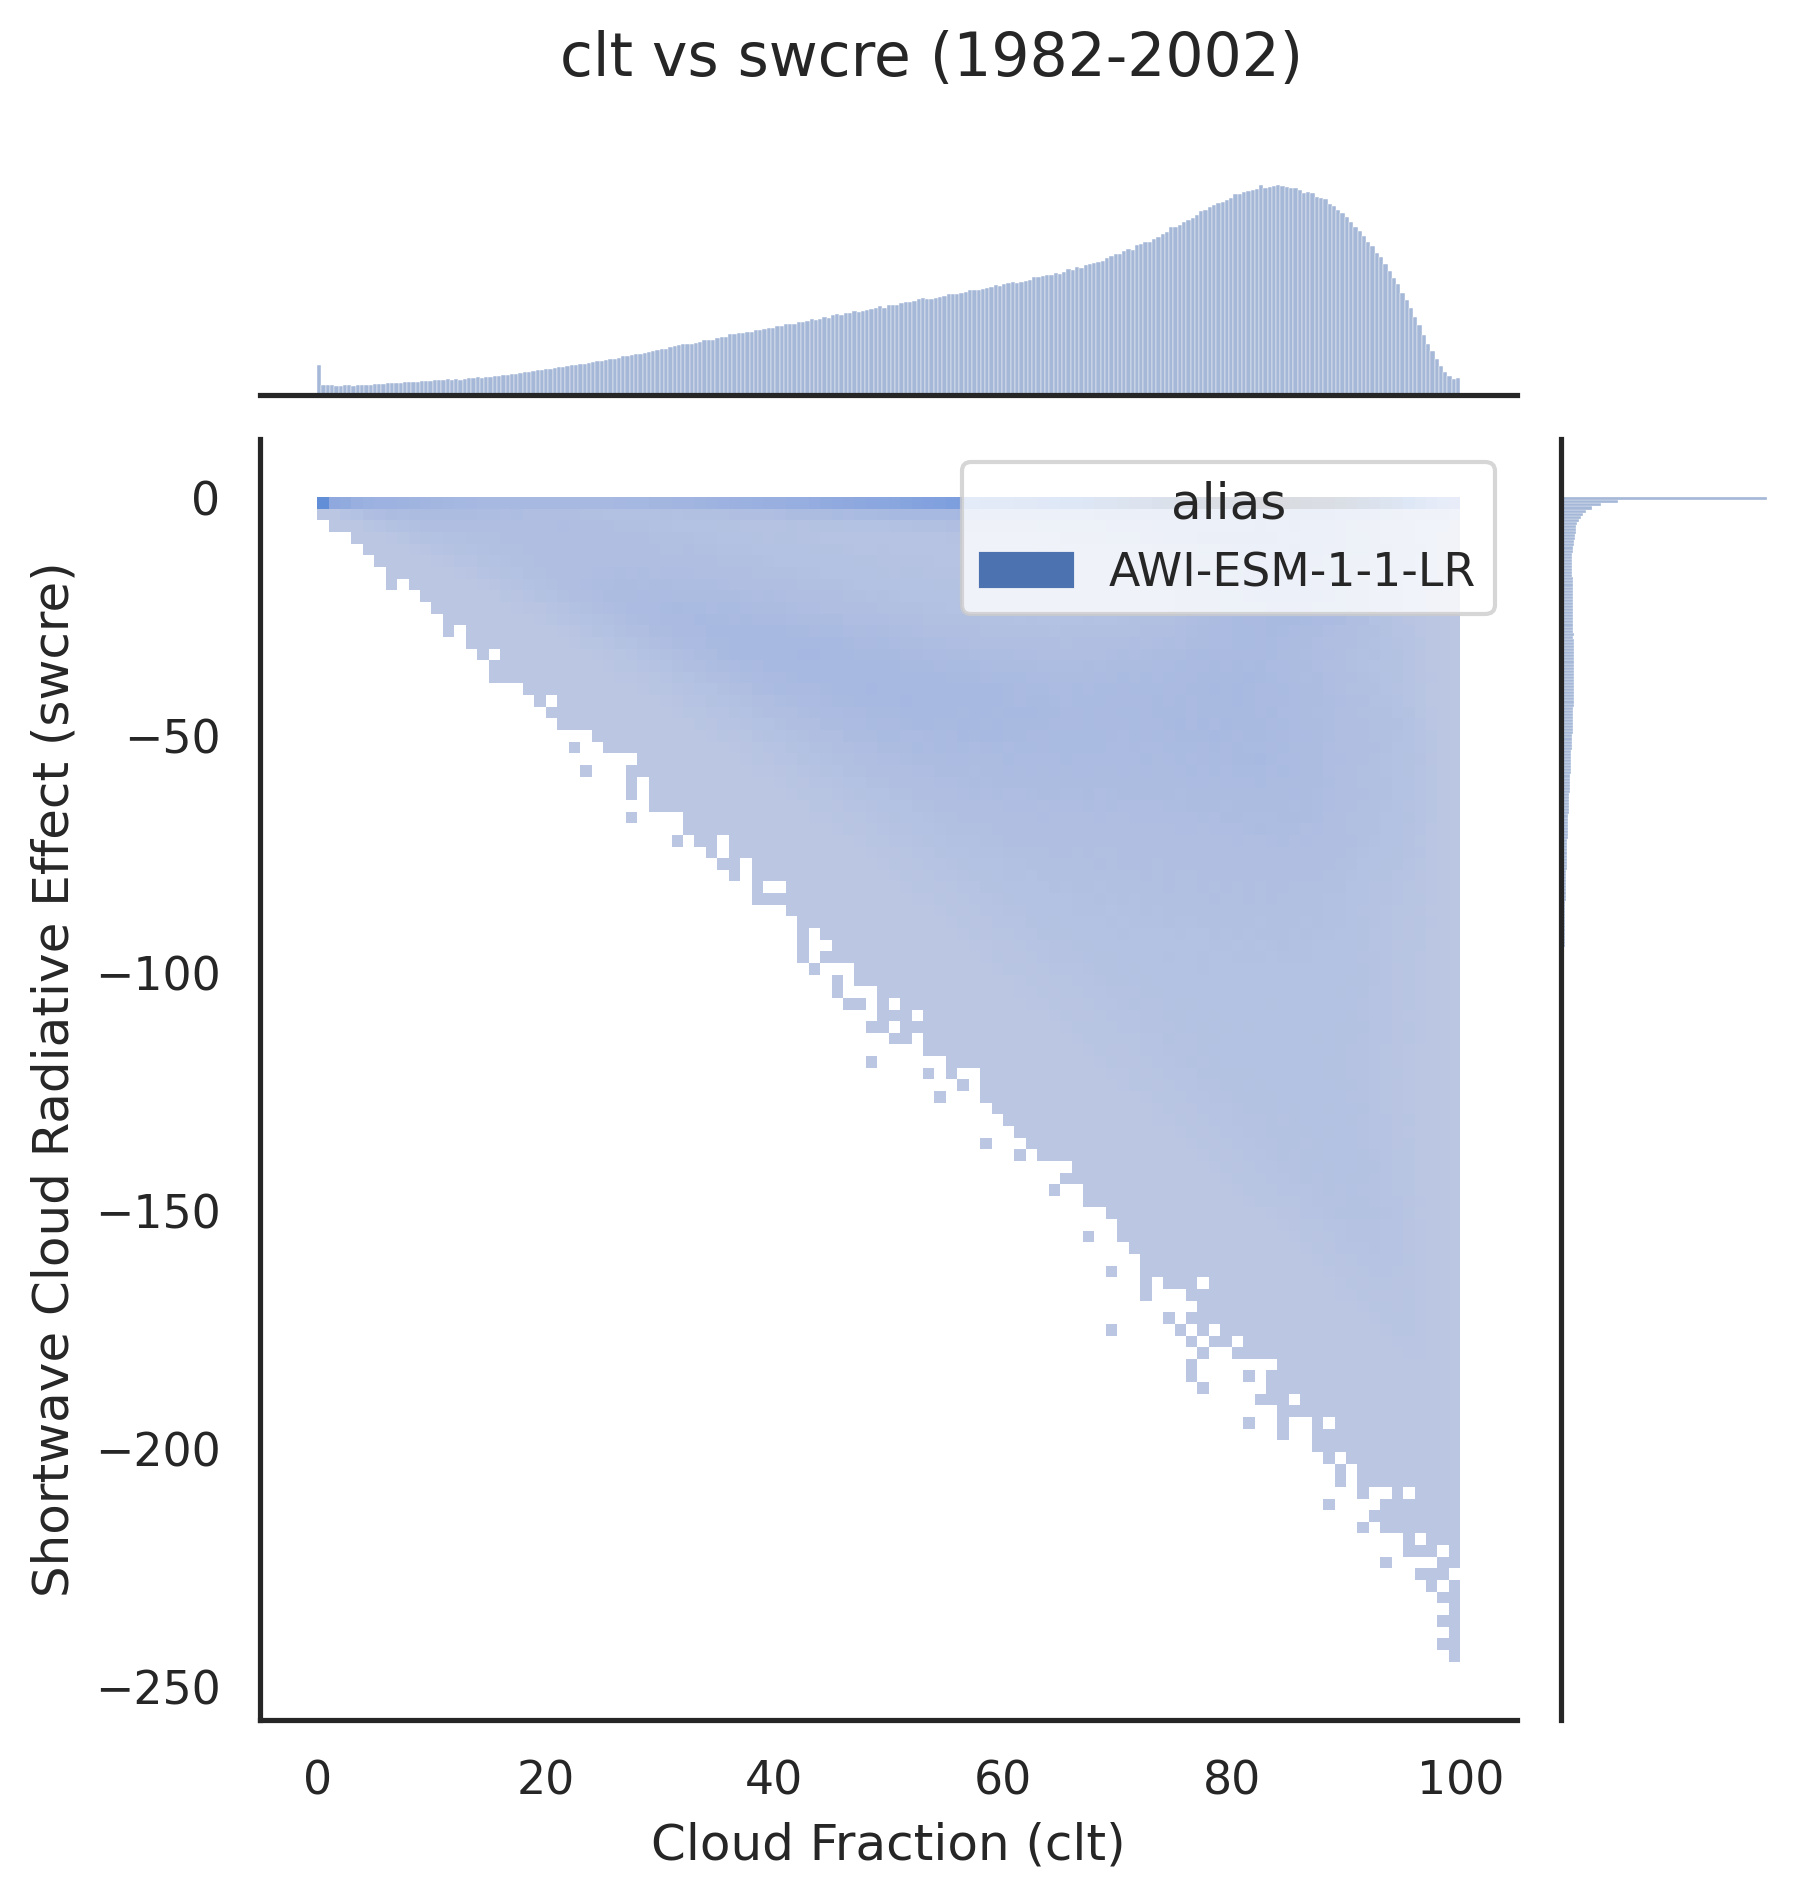 clt vs swcre (1982-2002)
alias
AWI-ESM-1-1-LR
Shortwave Cloud Radiative Effect (swcre)
0
−50
−100
−150
−200
−250
0 20 40 60 80 100
Cloud Fraction (clt)